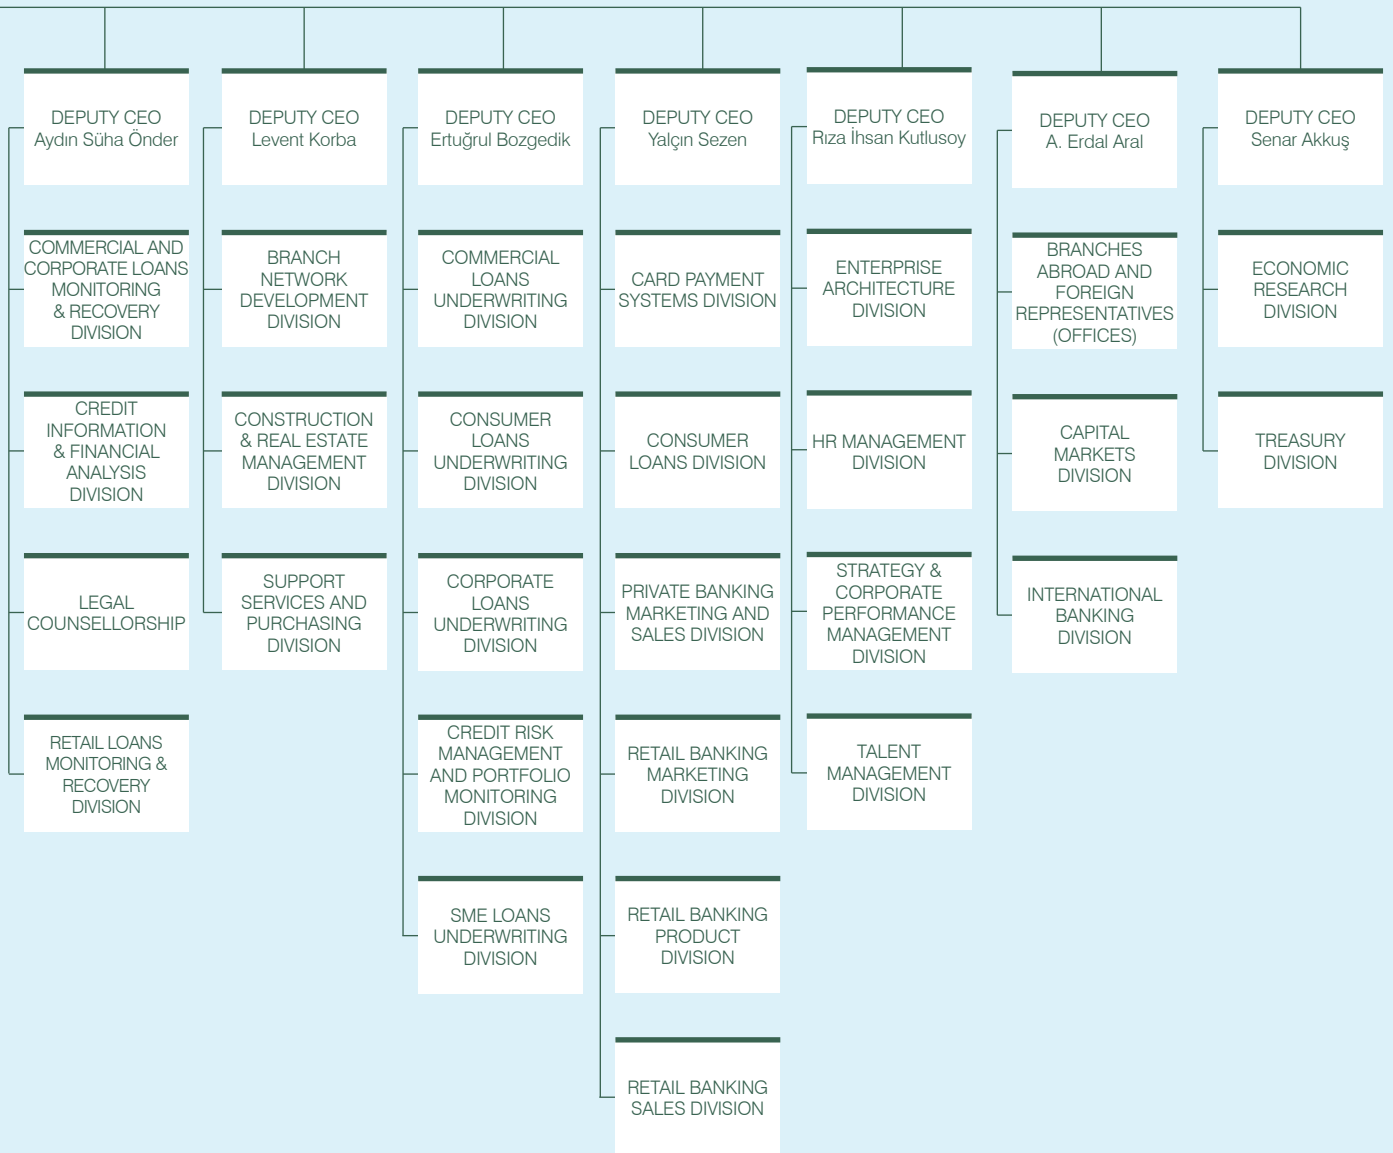 DEPUTY CEO
Aydın Süha Önder
COMMERCIAL AND
CORPORATE LOANS
MONITORING
& RECOVERY
DIVISION
CREDIT
INFORMATION
& FINANCIAL
ANALYSIS
DIVISION
LEGAL
COUNSELLORSHIP
RETAIL LOANS
MONITORING &
RECOVERY
DIVISION
DEPUTY CEO
Levent Korba
BRANCH
NETWORK
DEVELOPMENT
DIVISION
CONSTRUCTION
& REAL ESTATE
MANAGEMENT
DIVISION
SUPPORT
SERVICES AND
PURCHASING
DIVISION
DEPUTY CEO
Ertuğrul Bozgedik
COMMERCIAL
LOANS
UNDERWRITING
DIVISION
CONSUMER
LOANS
UNDERWRITING
DIVISION
CORPORATE
LOANS
UNDERWRITING
DIVISION
CREDIT RISK
MANAGEMENT
AND PORTFOLIO
MONITORING
DIVISION
SME LOANS
UNDERWRITING
DIVISION
DEPUTY CEO
Yalçın Sezen
CARD PAYMENT
SYSTEMS DIVISION
CONSUMER
LOANS DIVISION
PRIVATE BANKING
MARKETING AND
SALES DIVISION
RETAIL BANKING
MARKETING
DIVISION
RETAIL BANKING
PRODUCT
DIVISION
RETAIL BANKING
SALES DIVISION
DEPUTY CEO
Rıza İhsan Kutlusoy
ENTERPRISE
ARCHITECTURE
DIVISION
HR MANAGEMENT
DIVISION
STRATEGY &
CORPORATE
PERFORMANCE
MANAGEMENT
DIVISION
TALENT
MANAGEMENT
DIVISION
DEPUTY CEO
A. Erdal Aral
BRANCHES
ABROAD AND
FOREIGN
REPRESENTATIVES
(OFFICES)
CAPITAL
MARKETS
DIVISION
INTERNATIONAL
BANKING
DIVISION
DEPUTY CEO
Senar Akkuş
ECONOMIC
RESEARCH
DIVISION
TREASURY
DIVISION